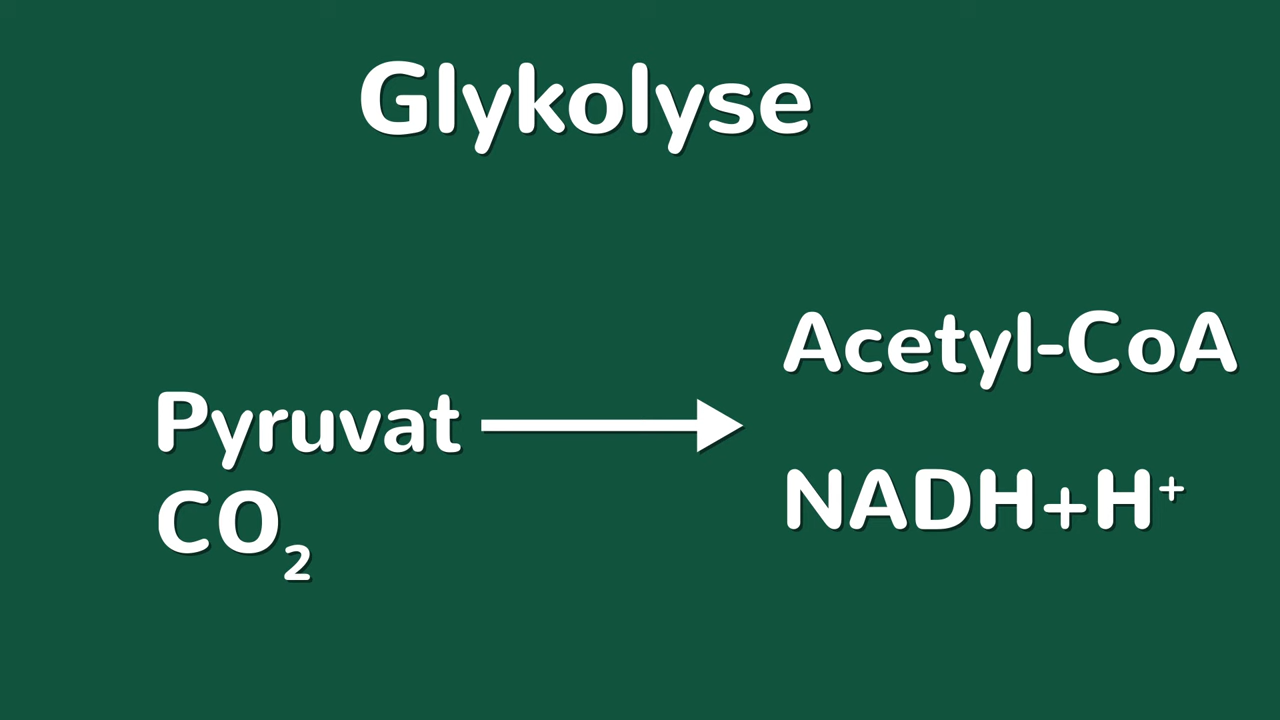 Glykolyse
Acetyl-CoA
Pyruvat
NADH+H⁺
CO₂